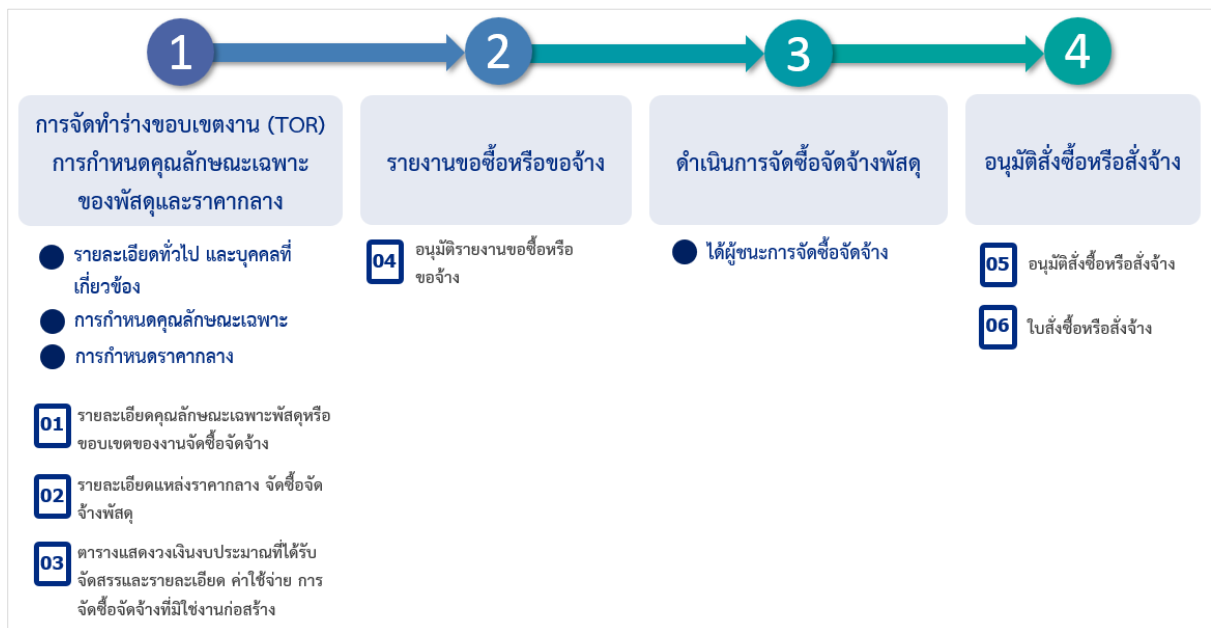 1
2
3
4
การจัดทำร่างขอบเขตงาน (TOR)
การกำหนดคุณลักษณะเฉพาะ
ของพัสดุและราคากลาง
รายละเอียดทั่วไป และบุคคลที่
เกี่ยวข้อง
การกำหนดคุณลักษณะเฉพาะ
การกำหนดราคากลาง
01
รายละเอียดคุณลักษณะเฉพาะพัสดุหรือ
ขอบเขตของงานจัดซื้อจัดจ้าง
02
รายละเอียดแหล่งราคากลาง จัดซื้อจัด
จ้างพัสดุ
03
ตารางแสดงวงเงินงบประมาณที่ได้รับ
จัดสรรและรายละเอียด ค่าใช้จ่าย การ
จัดซื้อจัดจ้างที่มิใช่งานก่อสร้าง
รายงานขอซื้อหรือขอจ้าง
04
อนุมัติรายงานขอซื้อหรือ
ขอจ้าง
ดำเนินการจัดซื้อจัดจ้างพัสดุ
ได้ผู้ชนะการจัดซื้อจัดจ้าง
อนุมัติสั่งซื้อหรือสั่งจ้าง
05
อนุมัติสั่งซื้อหรือสั่งจ้าง
06
ใบสั่งซื้อหรือสั่งจ้าง